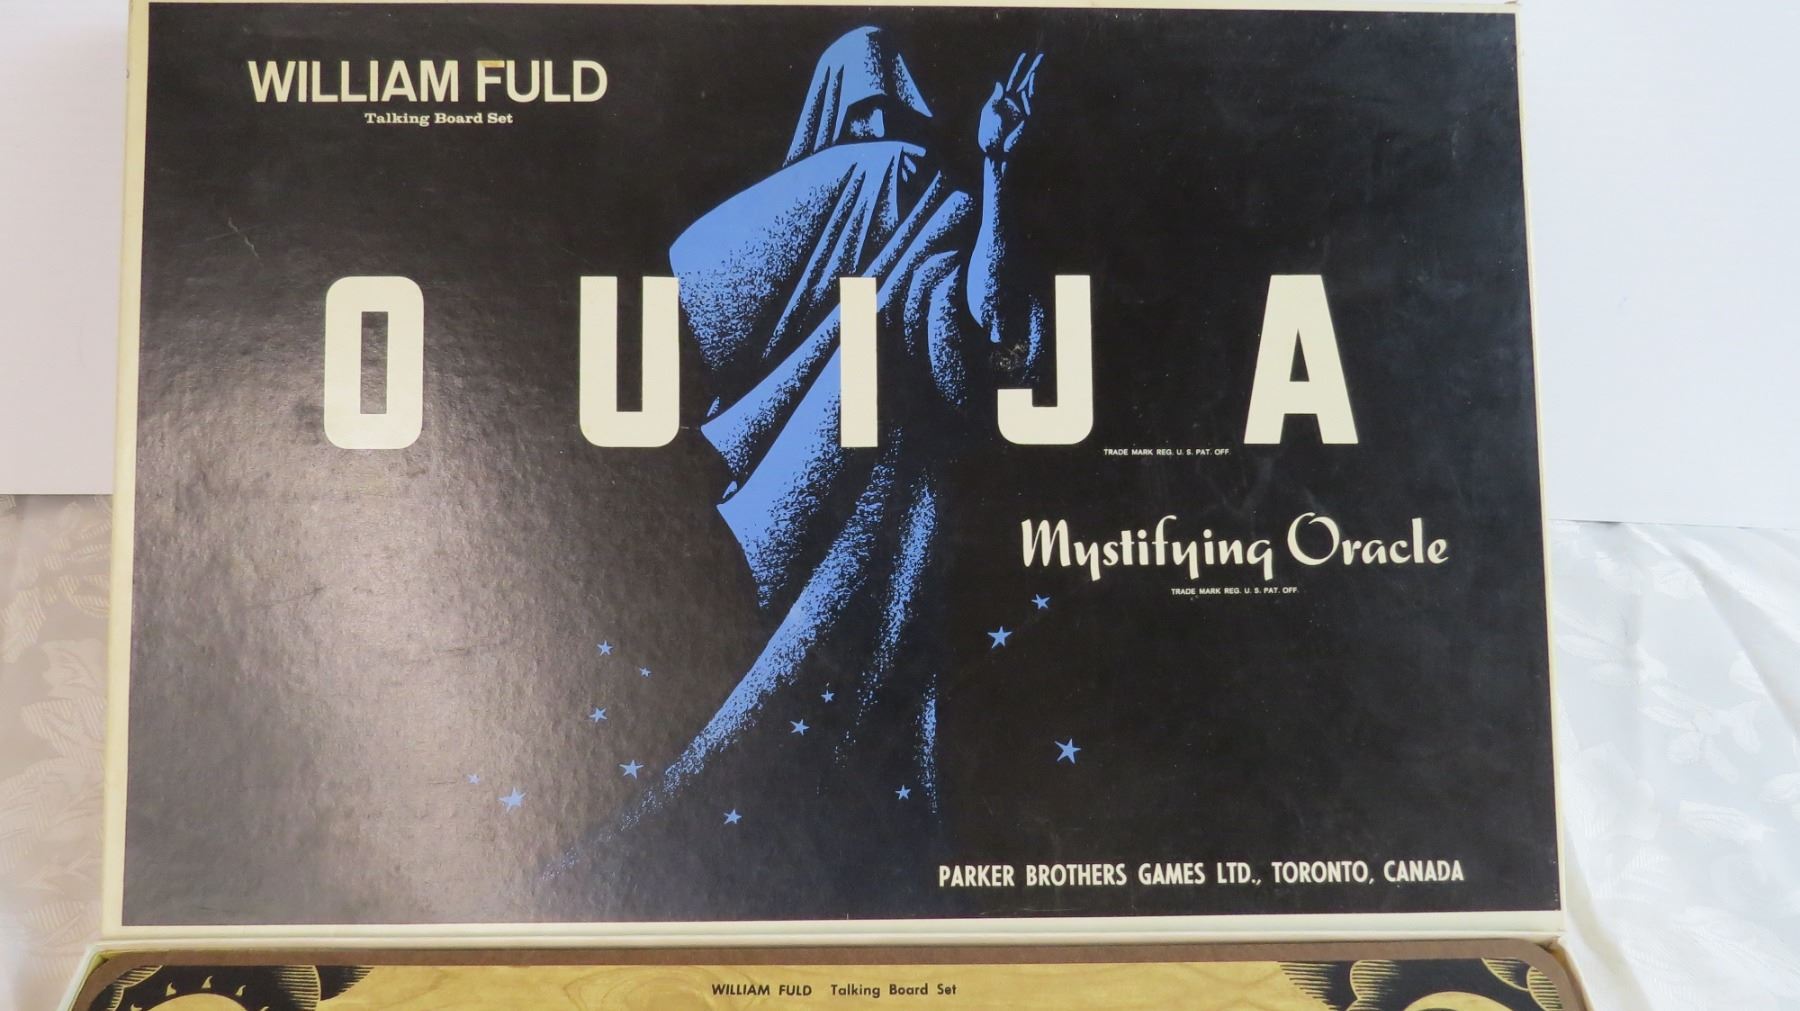 WILLIAM FULD
Talking Board Set
OUIJA
TRADE MARK REG. U. S. PAT. OFF.
Mystifying Oracle
TRADE MARK REG. U. S. PAT. OFF.
PARKER BROTHERS GAMES LTD., TORONTO, CANADA
WILLIAM FULD Talking Board Set